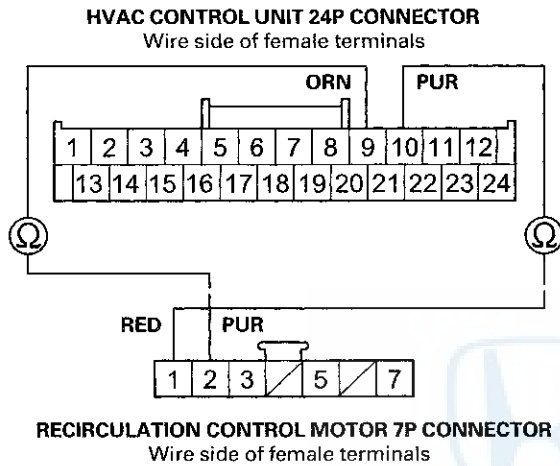 HVAC CONTROL UNIT 24P CONNECTOR
Wire side of female terminals
ORN PUR
1 2 3 4 5 6 7 8 9 10 11 12
13 14 15 16 17 18 19 20 21 22 23 24
Ω Ω
RED PUR
1 2 3 5 7
RECIRCULATION CONTROL MOTOR 7P CONNECTOR
Wire side of female terminals